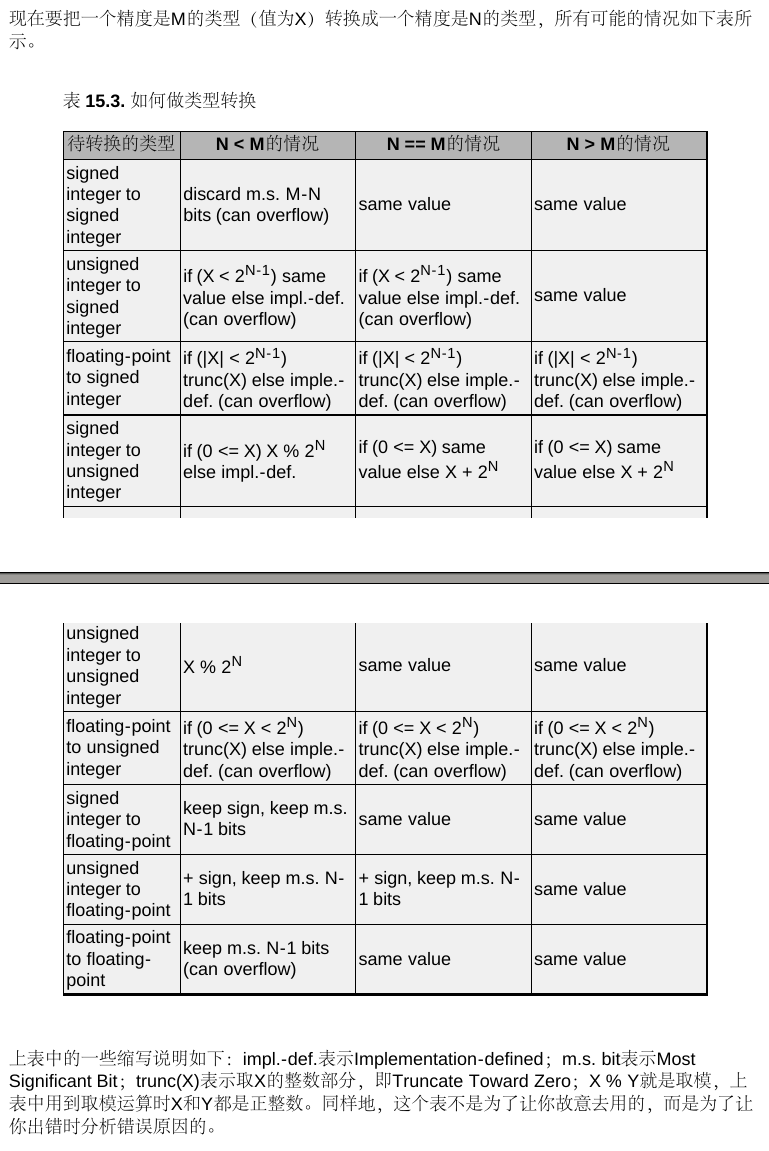 现在要把一个精度是M的类型（值为X）转换成一个精度是N的类型，所有可能的情况如下表所
示。
表 15.3. 如何做类型转换
待转换的类型 N < M的情况 N == M的情况 N > M的情况
signed
integer to
signed
integer
discard m.s. M-N
bits (can overflow)
same value
same value
unsigned
integer to
signed
integer
if (X < 2^N-1) same
value else impl.-def.
(can overflow)
if (X < 2^N-1) same
value else impl.-def.
(can overflow)
same value
floating-point
to signed
integer
if (|X| < 2^N-1)
trunc(X) else imple.-
def. (can overflow)
if (|X| < 2^N-1)
trunc(X) else imple.-
def. (can overflow)
if (|X| < 2^N-1)
trunc(X) else imple.-
def. (can overflow)
signed
integer to
unsigned
integer
if (0 <= X) X % 2^N
else impl.-def.
if (0 <= X) same
value else X + 2^N
if (0 <= X) same
value else X + 2^N
unsigned
integer to
unsigned
integer
X % 2^N
same value
same value
floating-point
to unsigned
integer
if (0 <= X < 2^N)
trunc(X) else imple.-
def. (can overflow)
if (0 <= X < 2^N)
trunc(X) else imple.-
def. (can overflow)
if (0 <= X < 2^N)
trunc(X) else imple.-
def. (can overflow)
signed
integer to
floating-point
keep sign, keep m.s.
N-1 bits
same value
same value
unsigned
integer to
floating-point
+ sign, keep m.s. N-
1 bits
+ sign, keep m.s. N-
1 bits
same value
floating-point
to floating-
point
keep m.s. N-1 bits
(can overflow)
same value
same value
上表中的一些缩写说明如下：impl.-def.表示Implementation-defined；m.s. bit表示Most
Significant Bit；trunc(X)表示取X的整数部分，即Truncate Toward Zero；X % Y就是取模，上
表中用到取模运算时X和Y都是正整数。同样地，这个表不是为了让你故意去用的，而是为了让
你出错时分析错误原因的。